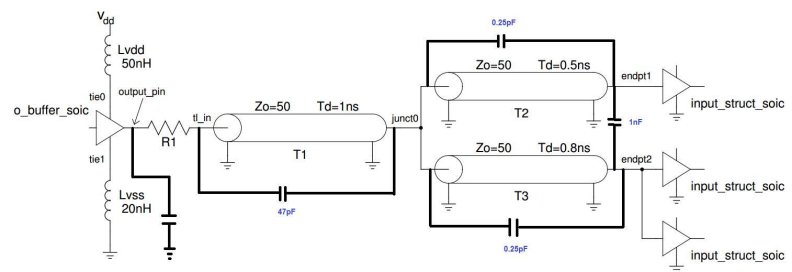 Vdd
0.25pF
Lvdd
50nH
Zo=50 Td=0.5ns
endpt1
tie0
output_pin
o_buffer_soic
Zo=50 Td=1ns
tl_in
junct0
T2
input_struct_soic
R1
1nF
T1
Zo=50 Td=0.8ns
endpt2
tie1
Lvss
20nH
T3
input_struct_soic
47pF
0.25pF
input_struct_soic